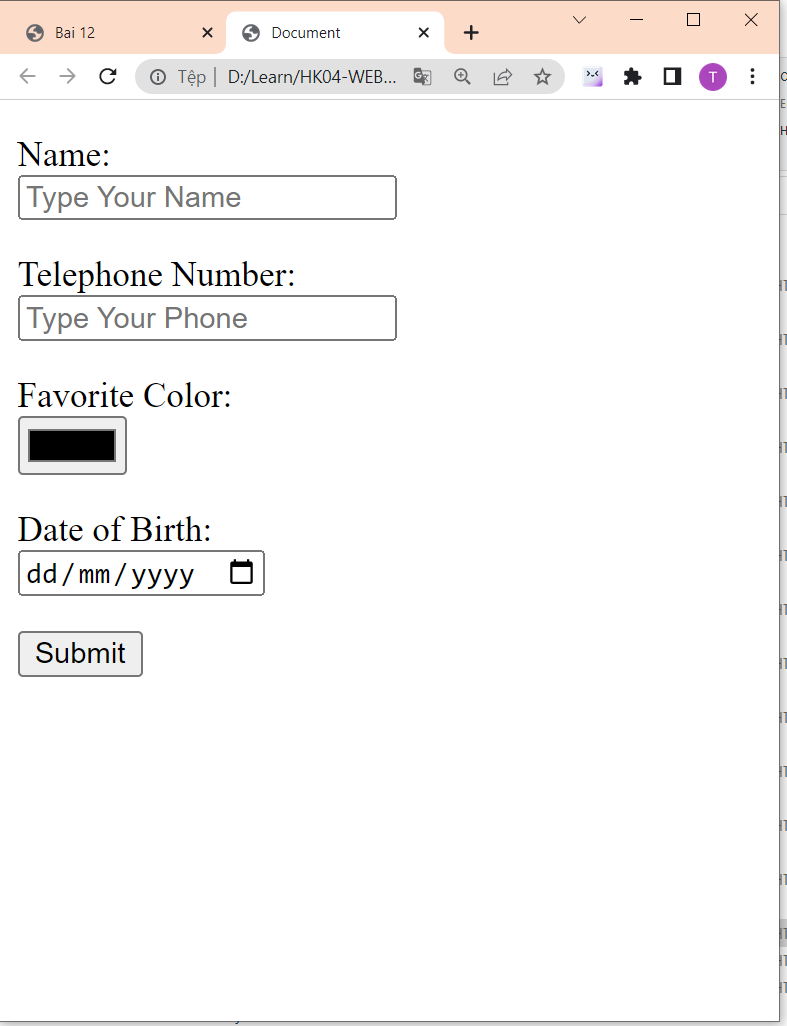 Bai 12
Document
Tệp | D:/Learn/HK04-WEB...
T
Name:
Type Your Name
Telephone Number:
Type Your Phone
Favorite Color:
Date of Birth:
dd/mm/yyyy
Submit